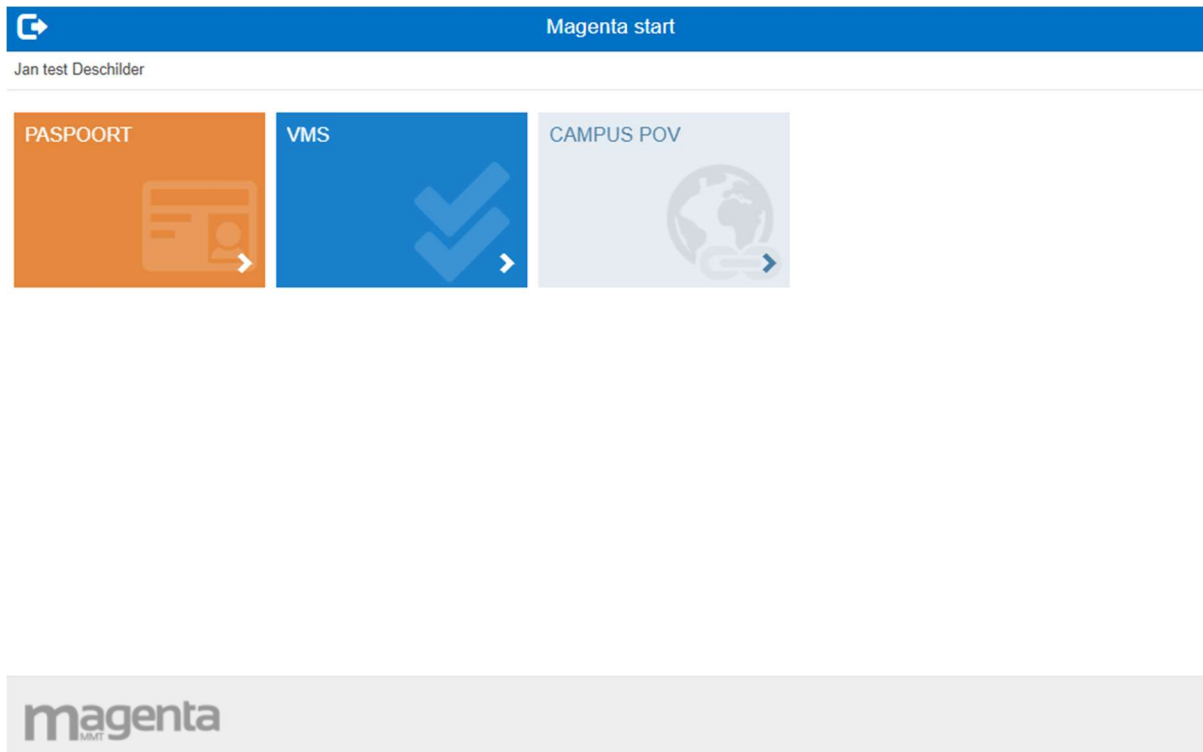 Magenta start
Jan test Deschilder
PASPOORT
VMS
CAMPUS POV
magenta
MMT